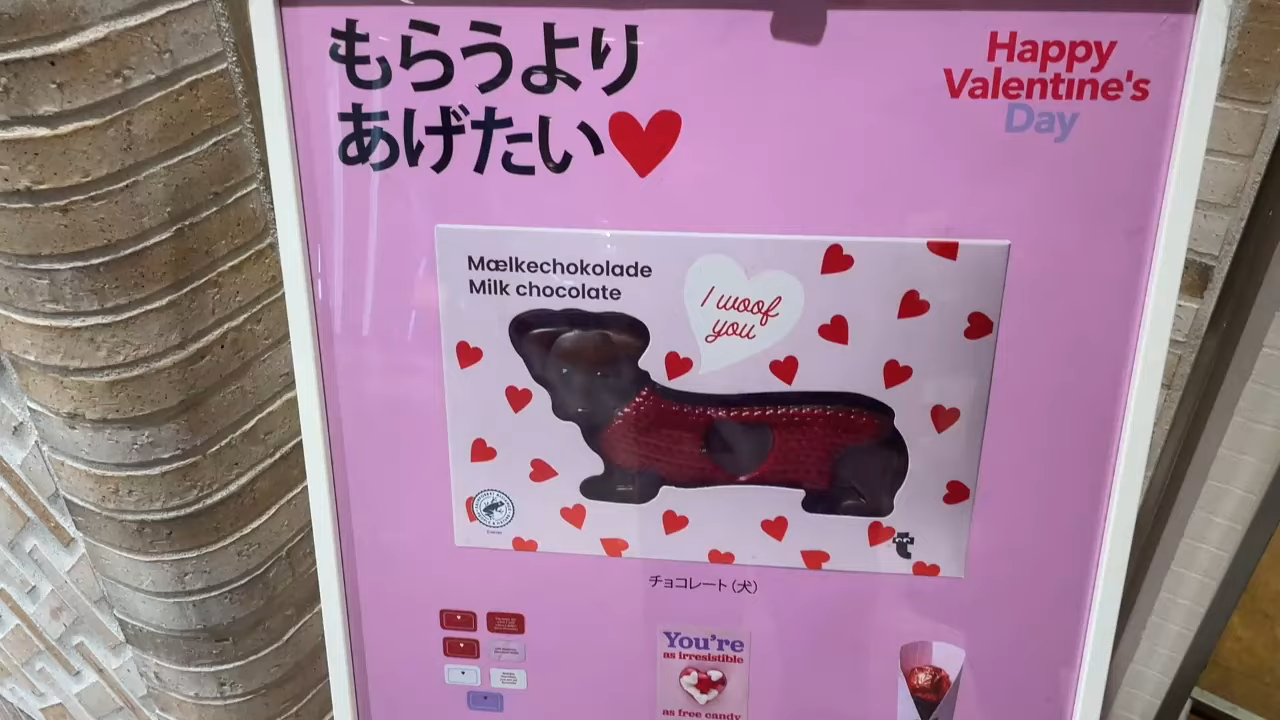 もらうより
あげたい
Happy
Valentine's
Day
Mælkechokolade
Milk chocolate
I woof
you
チョコレート(犬)
You're
as irresistible
as free candy